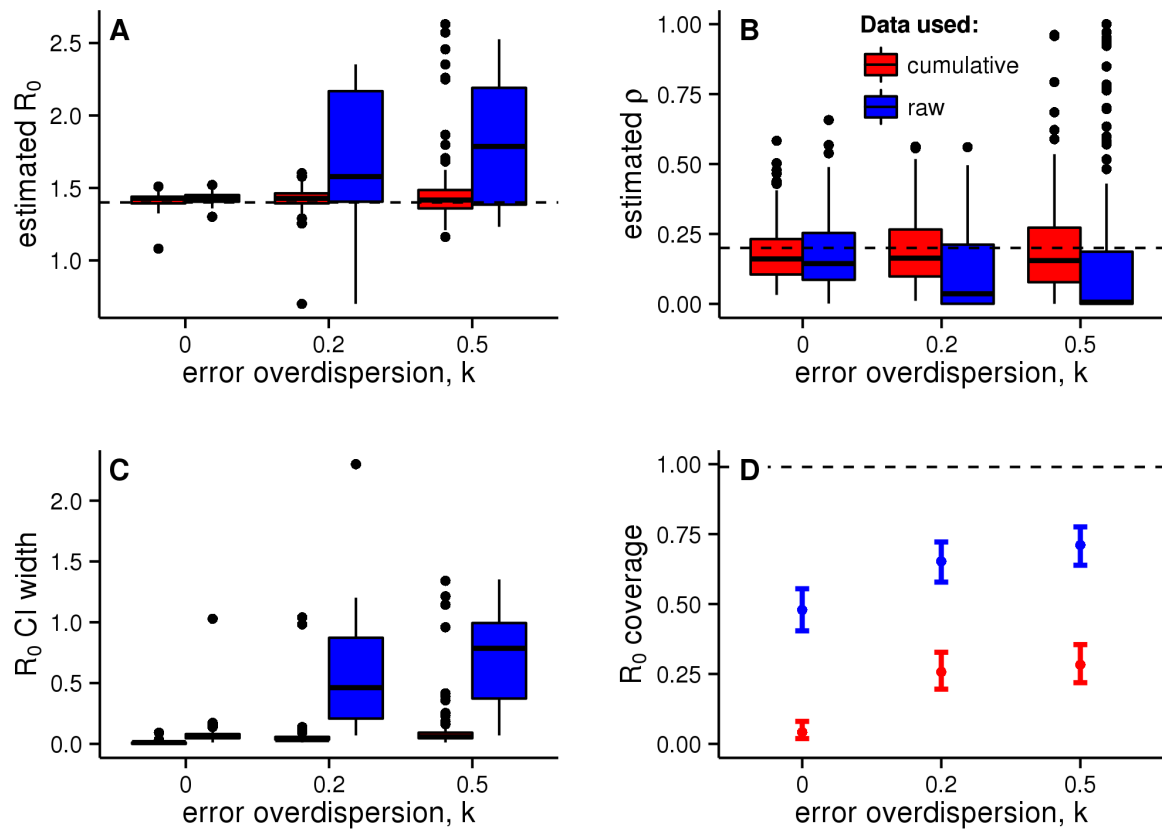 A
estimated R0
2.5
2.0
1.5
1.0
0
0.2
0.5
error overdispersion, k
B
Data used:
cumulative
raw
estimated ρ
1.00
0.75
0.50
0.25
0.00
0
0.2
0.5
error overdispersion, k
C
R0 CI width
2.0
1.5
1.0
0.5
0.0
0
0.2
0.5
error overdispersion, k
D
R0 coverage
1.00
0.75
0.50
0.25
0.00
0
0.2
0.5
error overdispersion, k